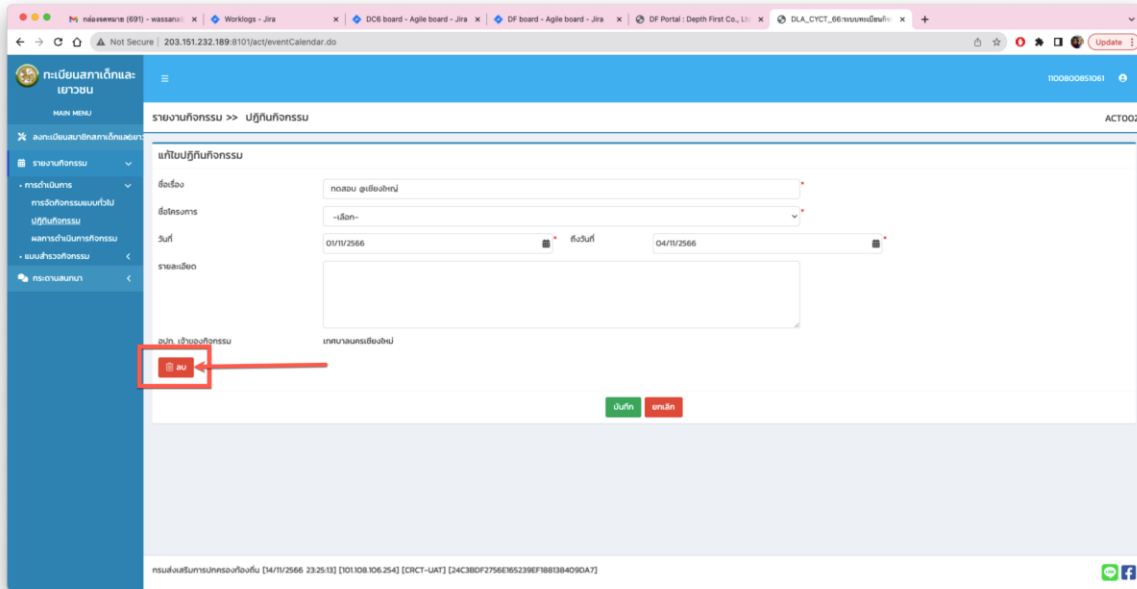 กล่องจดหมาย (691) - wassana
Worklogs - Jira
DC6 board - Agile board - Jira
DF board - Agile board - Jira
DF Portal : Depth First Co., Lt
DLA_CYCT_66:ระบบทะเบียนกิจ
Not Secure | 203.151.232.189:8101/act/eventCalendar.do
Update
ทะเบียนสภาเด็กและ
เยาวชน
1100800851061
MAIN MENU
รายงานกิจกรรม >> ปฏิทินกิจกรรม
ACT002
ลงทะเบียนสมาชิกสภาเด็กและเยาว
แก้ไขปฏิทินกิจกรรม
รายงานกิจกรรม
• การดำเนินการ
การจัดกิจกรรมแบบทั่วไป
ปฏิทินกิจกรรม
ผลการดำเนินการกิจกรรม
• แบบสำรวจกิจกรรม
กระดานสนทนา
ชื่อเรื่อง
ทดสอบ @เชียงใหญ่ *
ชื่อโครงการ
-เลือก- *
วันที่
01/11/2566 *
ถึงวันที่
04/11/2566 *
รายละเอียด
อปท. เจ้าของกิจกรรม
เทศบาลนครเชียงใหม่
ลบ
บันทึก
ยกเลิก
กรมส่งเสริมการปกครองท้องถิ่น [14/11/2566 23:25:13] [101.108.106.254] [CRCT-UAT] [24C3BDF2756E165239EF188138409DA7]